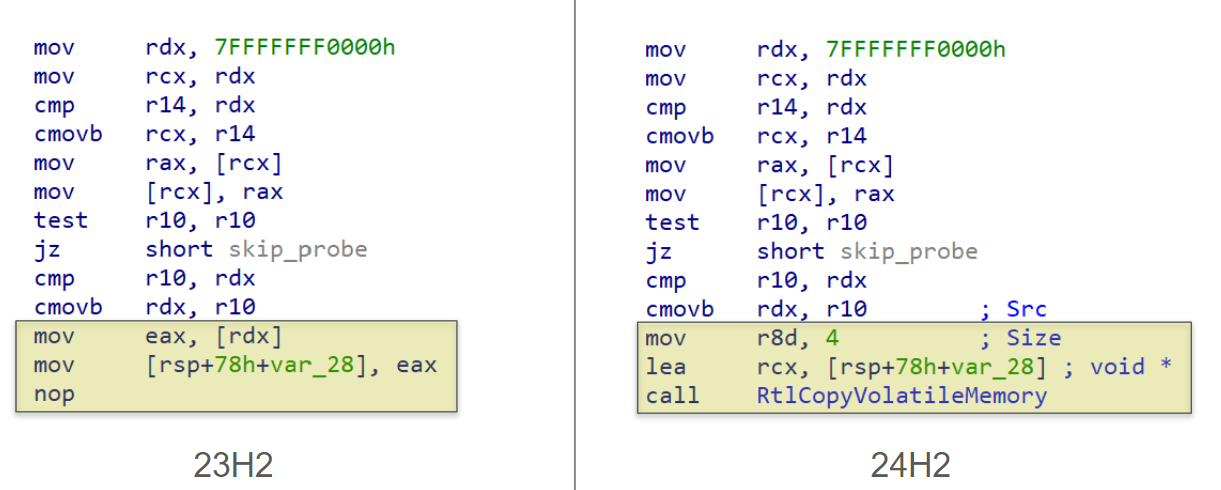 mov rdx, 7FFFFFFF0000h
mov rcx, rdx
cmp r14, rdx
cmovb rcx, r14
mov rax, [rcx]
mov [rcx], rax
test r10, r10
jz short skip_probe
cmp r10, rdx
cmovb rdx, r10
mov eax, [rdx]
mov [rsp+78h+var_28], eax
nop
23H2
mov rdx, 7FFFFFFF0000h
mov rcx, rdx
cmp r14, rdx
cmovb rcx, r14
mov rax, [rcx]
mov [rcx], rax
test r10, r10
jz short skip_probe
cmp r10, rdx
cmovb rdx, r10 ; Src
mov r8d, 4 ; Size
lea rcx, [rsp+78h+var_28] ; void *
call RtlCopyVolatileMemory
24H2